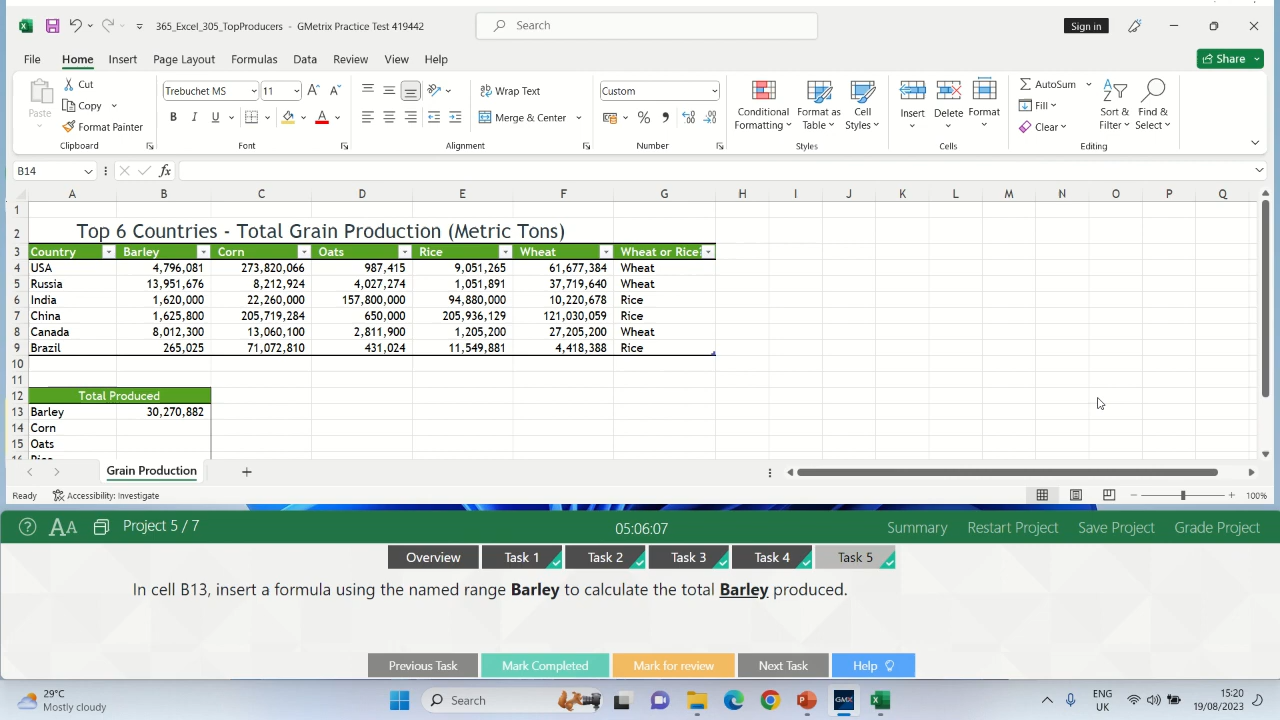 365_Excel_305_TopProducers - GMetrix Practice Test 419442
Search
Sign in
File Home Insert Page Layout Formulas Data Review View Help
Share
Paste
Cut
Copy
Format Painter
Clipboard
Trebuchet MS
B I U
Font
Wrap Text
Merge & Center
Alignment
Custom
Number
Conditional Formatting
Format as Table
Cell Styles
Styles
Insert
Delete
Format
Cells
AutoSum
Fill
Clear
Sort & Filter
Find & Select
Editing
B14
fx
A B C D E F G H I J K L M N O P Q
1
2 Top 6 Countries - Total Grain Production (Metric Tons)
3 Country Barley Corn Oats Rice Wheat Wheat or Rice
4 USA 4,796,081 273,820,066 987,415 9,051,265 61,677,384 Wheat
5 Russia 13,951,676 8,212,924 4,027,274 1,051,891 37,719,640 Wheat
6 India 1,620,000 22,260,000 157,800,000 94,880,000 10,220,678 Rice
7 China 1,625,800 205,719,284 650,000 205,936,129 121,030,059 Rice
8 Canada 8,012,300 13,060,100 2,811,900 1,205,200 27,205,200 Wheat
9 Brazil 265,025 71,072,810 431,024 11,549,881 4,418,388 Rice
10
11
12 Total Produced
13 Barley 30,270,882
14 Corn
15 Oats
16 Rice
Grain Production
Ready Accessibility: Investigate
100%
Project 5 / 7
05:06:07
Summary Restart Project Save Project Grade Project
Overview Task 1 Task 2 Task 3 Task 4 Task 5
In cell B13, insert a formula using the named range Barley to calculate the total Barley produced.
Previous Task Mark Completed Mark for review Next Task Help
29°C
Mostly cloudy
Search
GMX
ENG
UK
15:20
19/08/2023